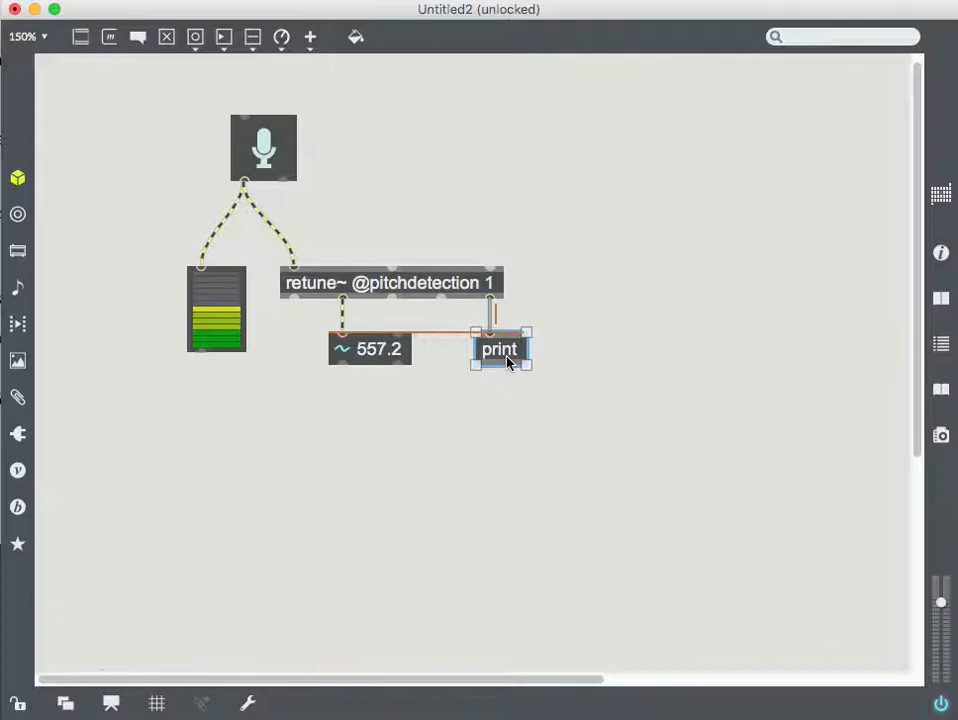 Untitled2 (unlocked)
150%
retune~ @pitchdetection 1
~ 557.2
print